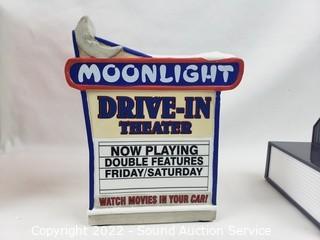 MOONLIGHT
DRIVE-IN
THEATER
NOW PLAYING
DOUBLE FEATURES
FRIDAY/SATURDAY
WATCH MOVIES IN YOUR CAR!
Copyright 2022 - Sound Auction Service